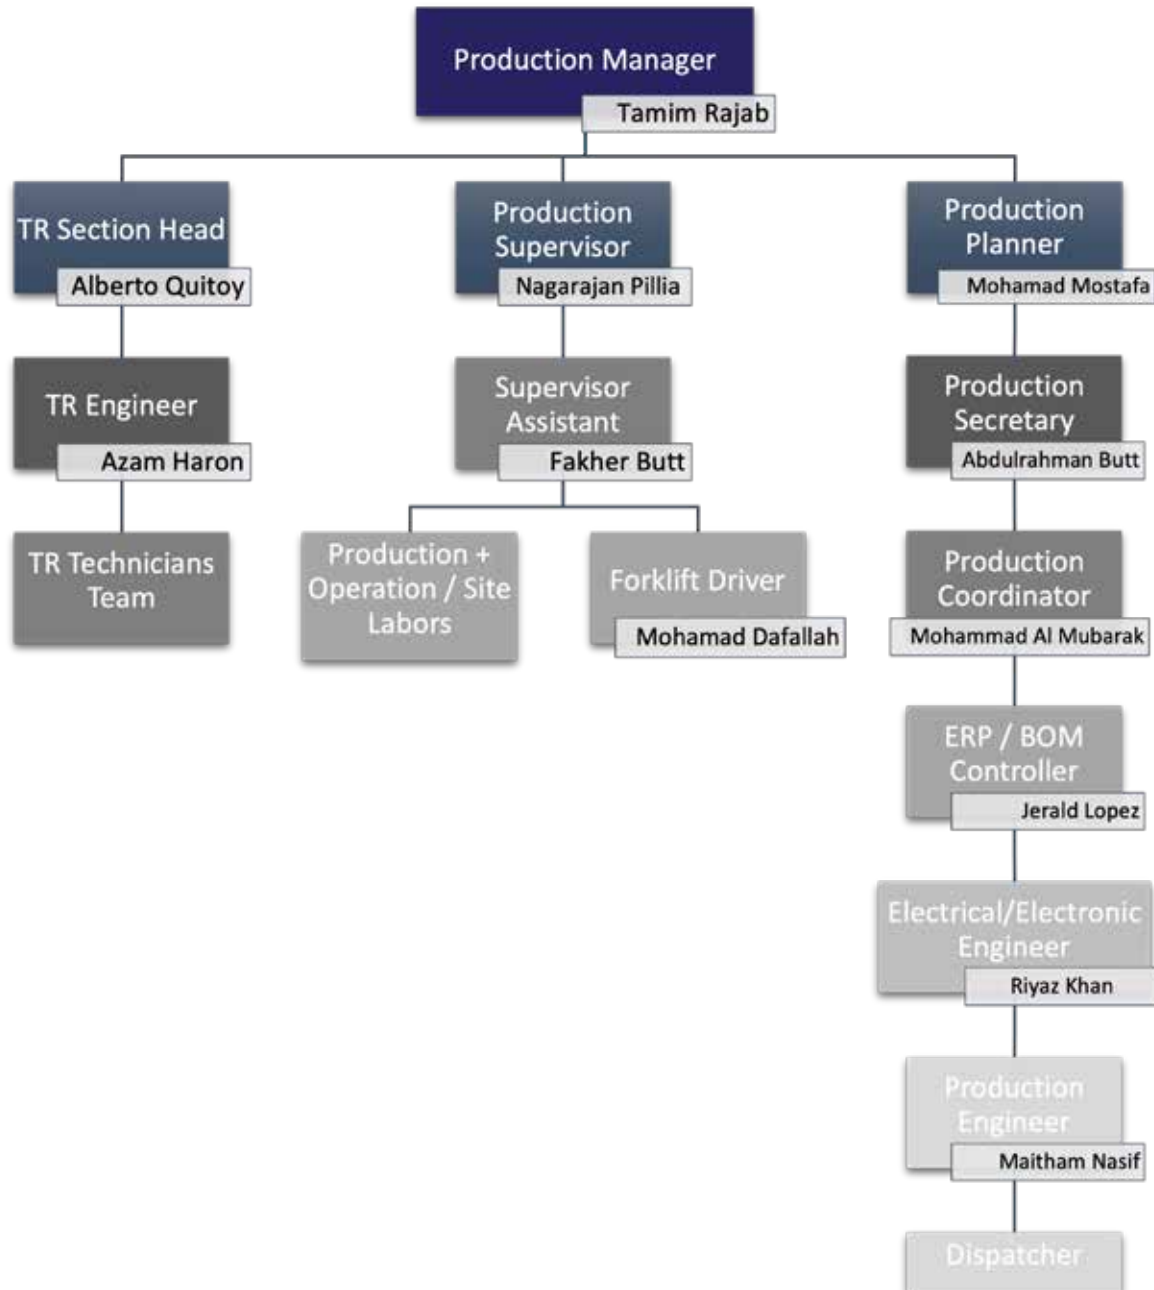 Production Manager
Tamim Rajab
TR Section Head
Alberto Quitoy
Production
Supervisor
Nagarajan Pillia
Production
Planner
Mohamad Mostafa
TR Engineer
Azam Haron
Supervisor
Assistant
Fakher Butt
Production
Secretary
Abdulrahman Butt
TR Technicians
Team
Production +
Operation / Site
Labors
Forklift Driver
Mohamad Dafallah
Production
Coordinator
Mohammad Al Mubarak
ERP / BOM
Controller
Jerald Lopez
Electrical/Electronic
Engineer
Riyaz Khan
Production
Engineer
Maitham Nasif
Dispatcher